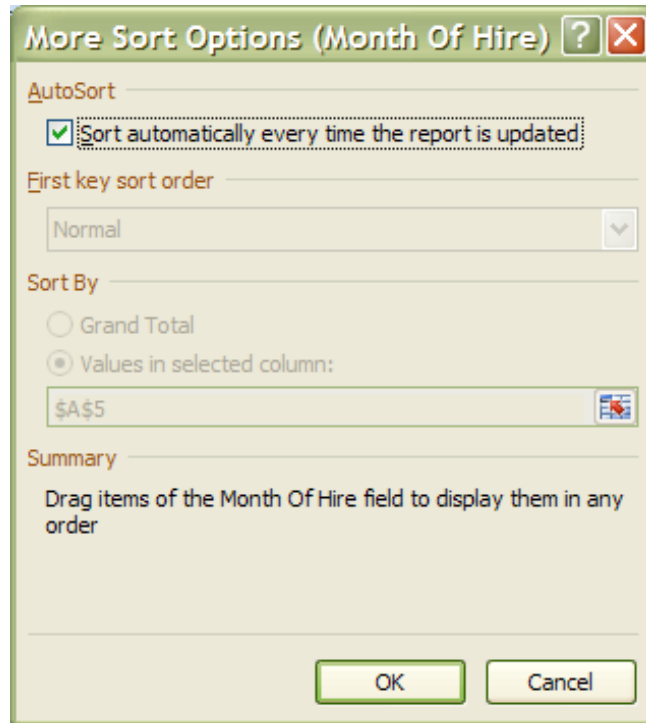 More Sort Options (Month Of Hire)
AutoSort
Sort automatically every time the report is updated
First key sort order
Normal
Sort By
Grand Total
Values in selected column:
$A$5
Summary
Drag items of the Month Of Hire field to display them in any
order
OK Cancel